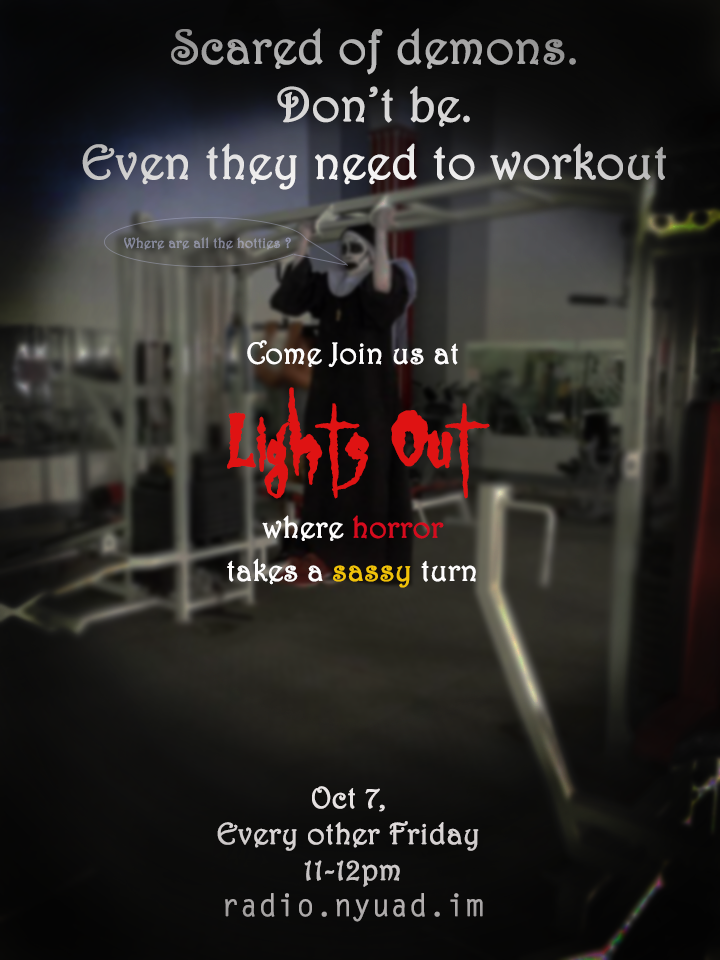 Scared of demons.
Don't be.
Even they need to workout
Where are all the hotties ?
Come Join us at
Lights Out
where horror
takes a sassy turn
Oct 7,
Every other Friday
11-12pm
radio.nyuad.im